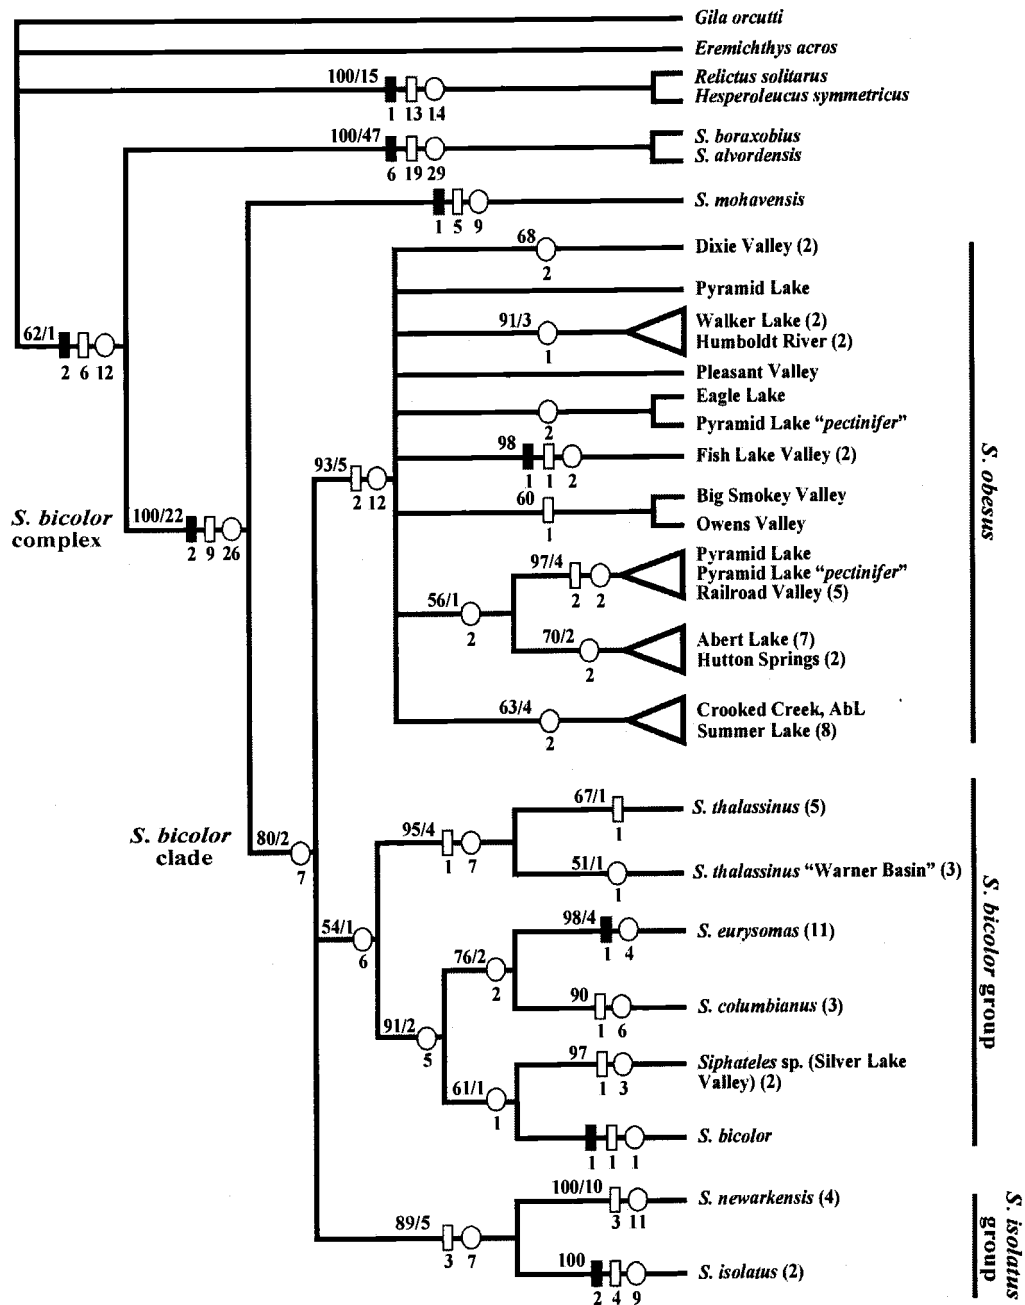 Gila orcutti
Eremichthys acros
100/15
1 13 14
Relictus solitarus
Hesperoleucus symmetricus
100/47
6 19 29
S. boraxobius
S. alvordensis
1 5 9
S. mohavensis
68
2
Dixie Valley (2)
Pyramid Lake
91/3
1
Walker Lake (2)
Humboldt River (2)
62/1
2 6 12
Pleasant Valley
2
Eagle Lake
Pyramid Lake “pectinifer”
98
1 1 2
Fish Lake Valley (2)
93/5
2 12
60
1
Big Smokey Valley
Owens Valley
S. bicolor
complex
100/22
2 9 26
97/4
2 2
Pyramid Lake
Pyramid Lake “pectinifer”
Railroad Valley (5)
56/1
2
70/2
2
Abert Lake (7)
Hutton Springs (2)
63/4
2
Crooked Creek, AbL
Summer Lake (8)
S. obesus
S. bicolor
clade
80/2
7
95/4
1 7
67/1
1
S. thalassinus (5)
51/1
1
S. thalassinus “Warner Basin” (3)
54/1
6
98/4
1 4
S. eurysomas (11)
76/2
2
90
1 6
S. columbianus (3)
91/2
5
97
1 3
Siphateles sp. (Silver Lake
Valley) (2)
61/1
1
1 1 1
S. bicolor
S. bicolor group
100/10
3 11
S. newarkensis (4)
89/5
3 7
100
2 4 9
S. isolatus (2)
S. isolatus
group